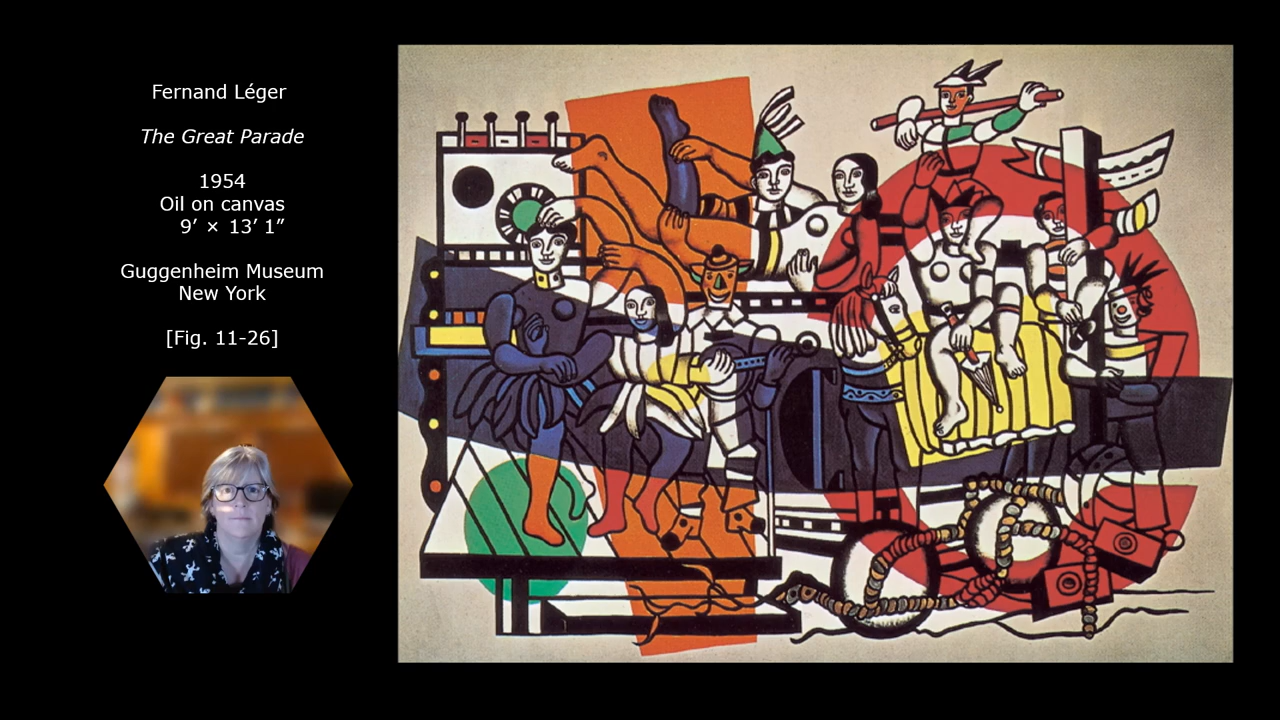 Fernand Léger
The Great Parade
1954
Oil on canvas
9′ × 13′ 1″
Guggenheim Museum
New York
[Fig. 11-26]